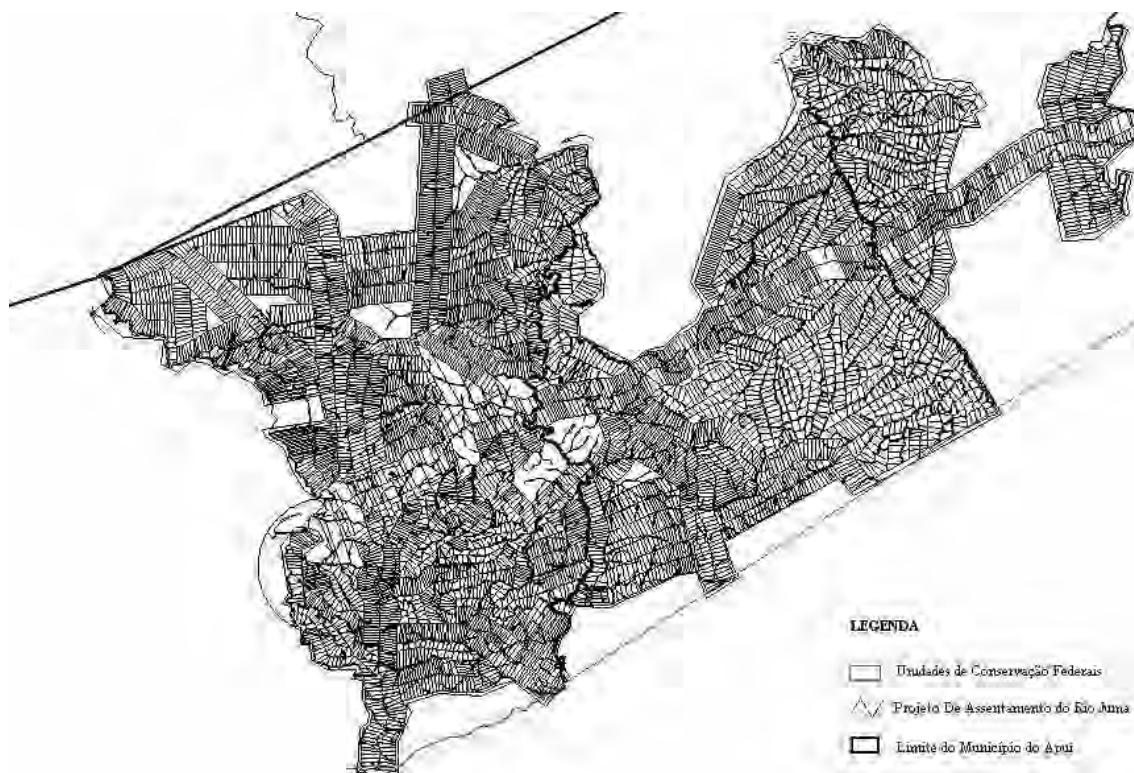 LEGENDA
Unidades de Conservação Federais
Projeto De Assentamento do Rio Juma
Limite do Município do Apuí